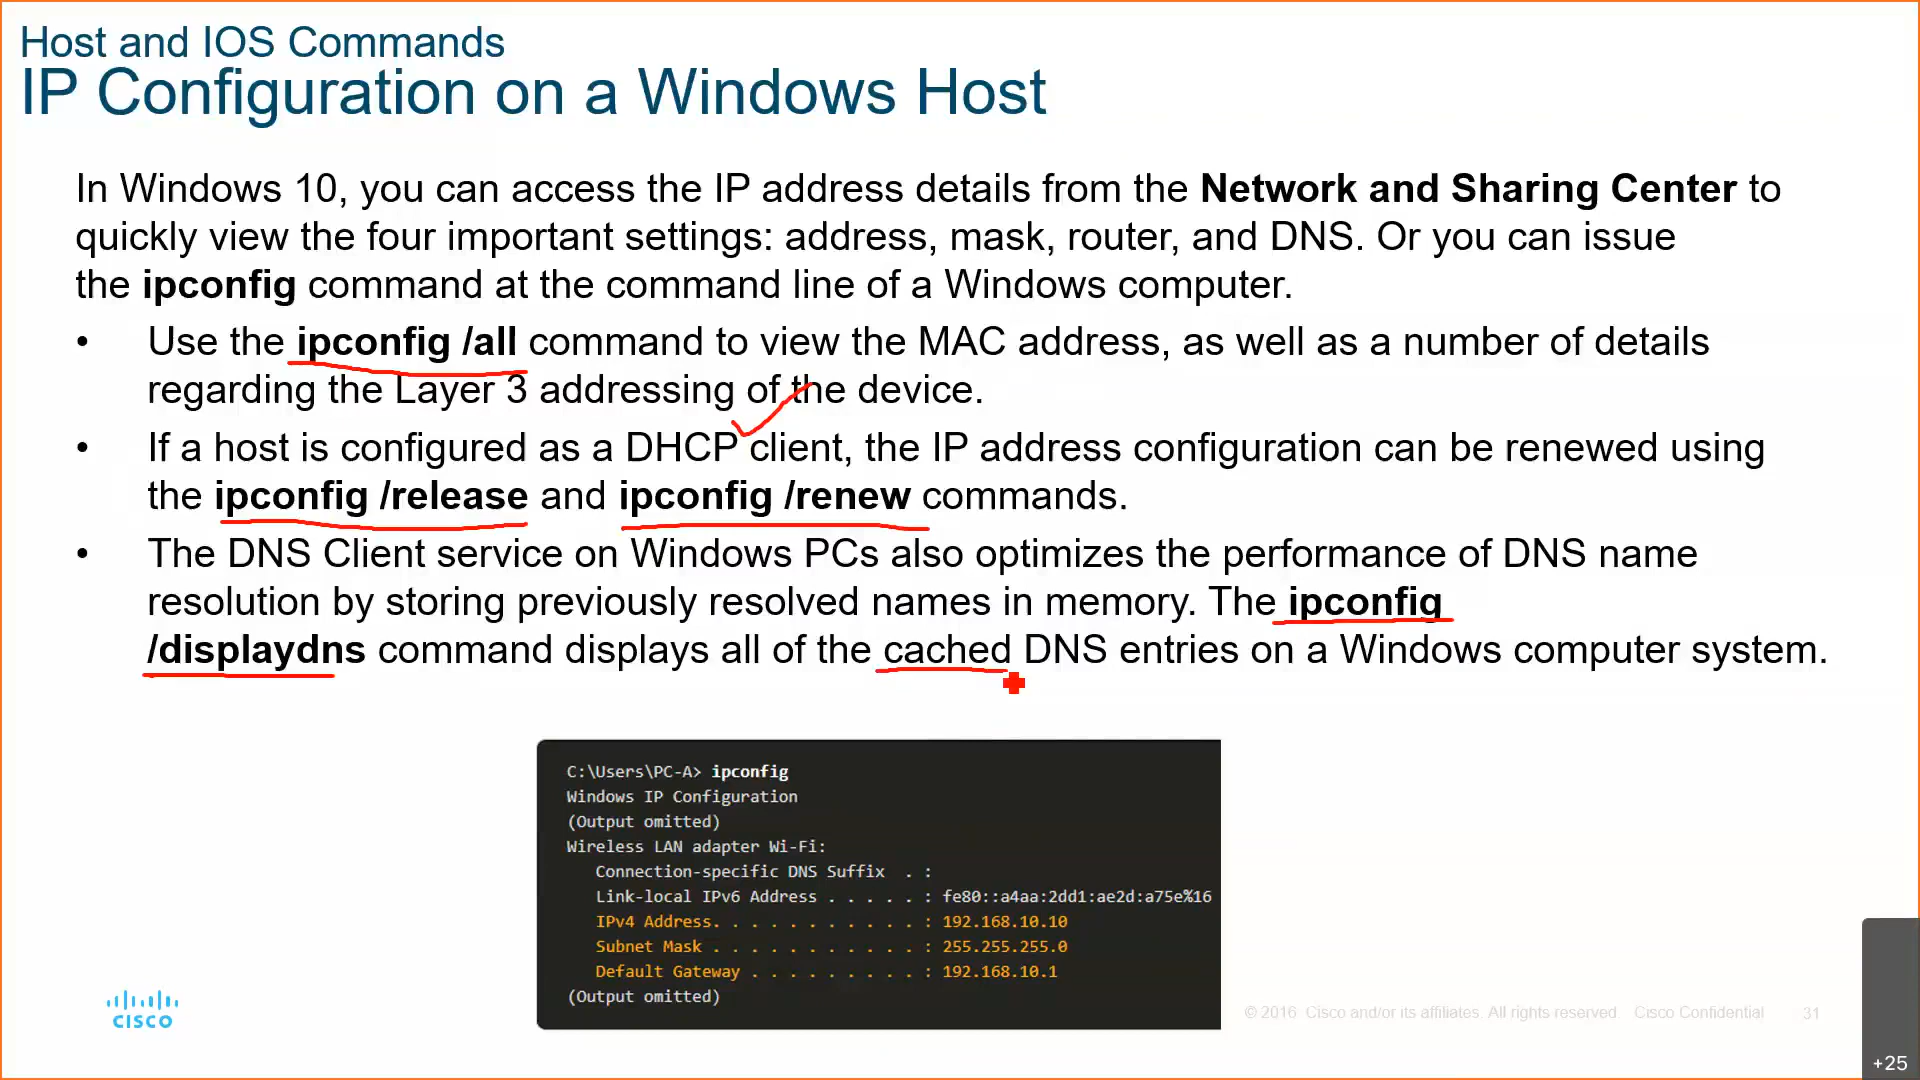 Host and IOS Commands
IP Configuration on a Windows Host
In Windows 10, you can access the IP address details from the Network and Sharing Center to
quickly view the four important settings: address, mask, router, and DNS. Or you can issue
the ipconfig command at the command line of a Windows computer.
• Use the ipconfig /all command to view the MAC address, as well as a number of details
regarding the Layer 3 addressing of the device.
• If a host is configured as a DHCP client, the IP address configuration can be renewed using
the ipconfig /release and ipconfig /renew commands.
• The DNS Client service on Windows PCs also optimizes the performance of DNS name
resolution by storing previously resolved names in memory. The ipconfig
/displaydns command displays all of the cached DNS entries on a Windows computer system.
C:\Users\PC-A> ipconfig
Windows IP Configuration
(Output omitted)
Wireless LAN adapter Wi-Fi:
Connection-specific DNS Suffix . :
Link-local IPv6 Address . . . . . : fe80::a4aa:2dd1:ae2d:a75e%16
IPv4 Address. . . . . . . . . . . : 192.168.10.10
Subnet Mask . . . . . . . . . . . : 255.255.255.0
Default Gateway . . . . . . . . . : 192.168.10.1
(Output omitted)
CISCO
© 2016 Cisco and/or its affiliates. All rights reserved. Cisco Confidential 31
+25